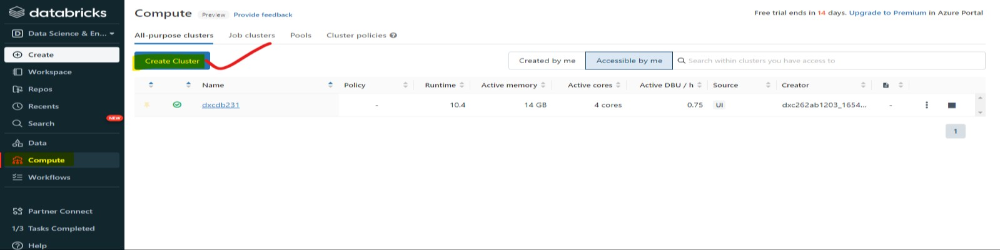 databricks
Data Science & En...
Create
Workspace
Repos
Recents
Search
NEW
Data
Compute
Workflows
Partner Connect
1/3 Tasks Completed
Help
Compute Preview Provide feedback
Free trial ends in 14 days. Upgrade to Premium in Azure Portal
All-purpose clusters Job clusters Pools Cluster policies ?
Create Cluster
Created by me Accessible by me Search within clusters you have access to
Name Policy Runtime Active memory Active cores Active DBU / h Source Creator
dxcdb231 - 10.4 14 GB 4 cores 0.75 UI dxc262ab1203_1654... -
1